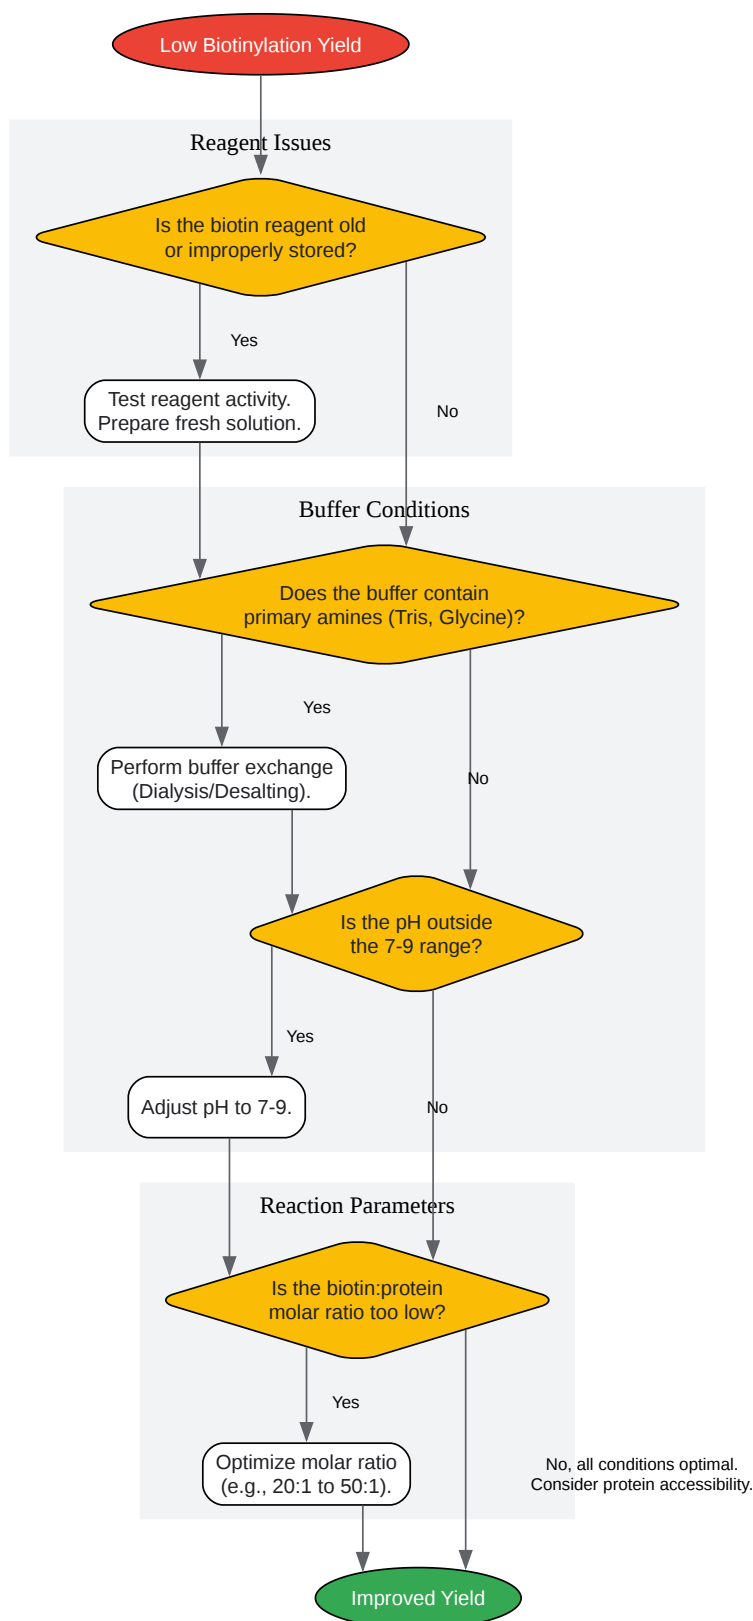 Low Biotinylation Yield
Reagent Issues
Is the biotin reagent old
or improperly stored?
Yes
Test reagent activity.
Prepare fresh solution.
No
Buffer Conditions
Does the buffer contain
primary amines (Tris, Glycine)?
Yes
Perform buffer exchange
(Dialysis/Desalting).
No
Is the pH outside
the 7-9 range?
Yes
Adjust pH to 7-9.
No
Reaction Parameters
Is the biotin:protein
molar ratio too low?
Yes
Optimize molar ratio
(e.g., 20:1 to 50:1).
No, all conditions optimal.
Consider protein accessibility.
Improved Yield